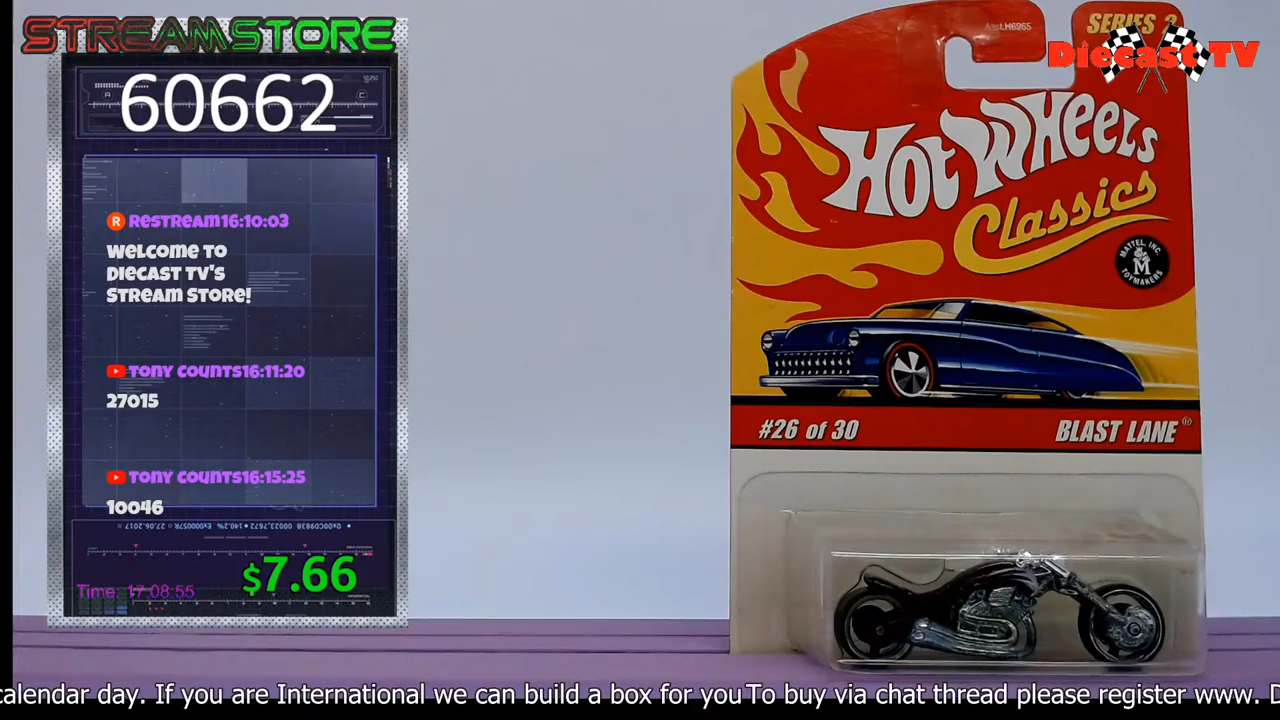 STREAMSTORE
60662
A
C
R Restream16:10:03
Welcome to
Diecast TV's
Stream Store!
Tony Counts16:11:20
27015
Tony Counts16:15:25
10046
$7.66
Time: 17:08:55
Asst.H6965
SERIES
Diecast TV
Hot Wheels
Classics
MATTEL, INC.
M
TOYMAKERS
#26 of 30
BLAST LANE®
calendar day. If you are International we can build a box for youTo buy via chat thread please register www. D